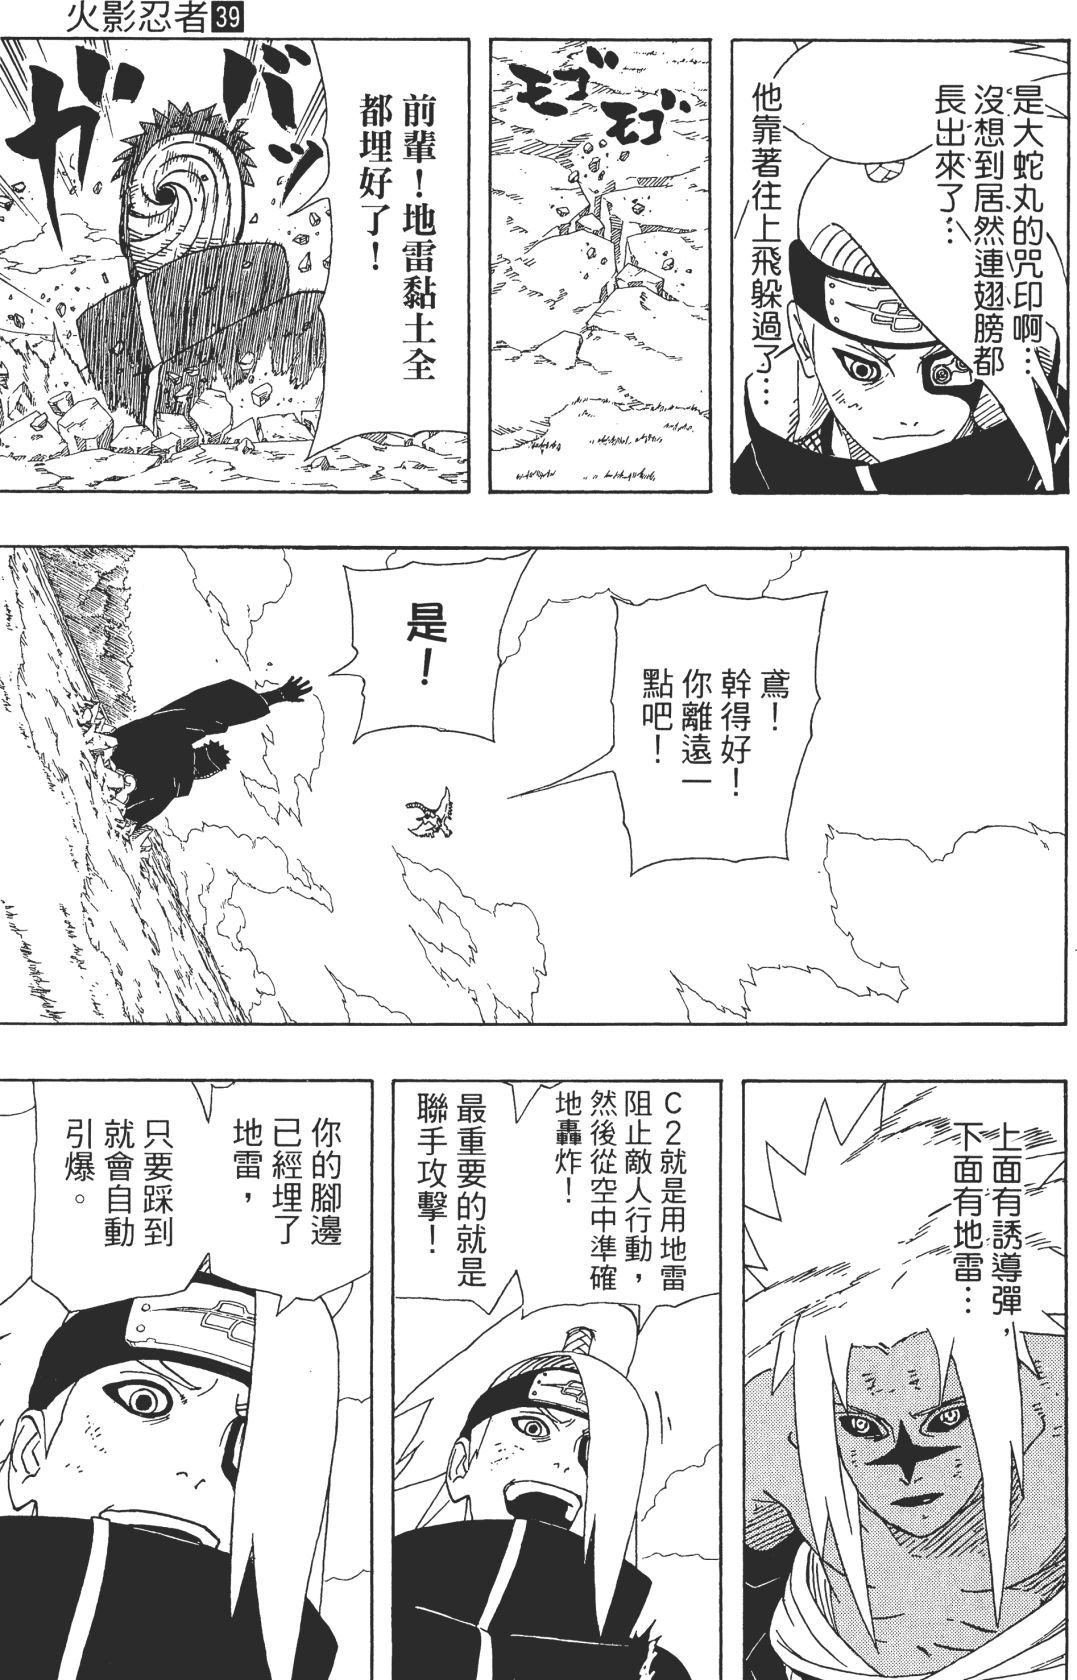 火影忍者39
是大蛇丸的咒印啊…
沒想到居然連翅膀都
長出來了…
他靠著往上飛躲過了…
モゴッ
モゴッ
前輩！地雷黏土全
都埋好了！
ガバッ
鳶！
幹得好！
你離遠一
點吧！
是！
上面有誘導彈，
下面有地雷…
C2就是用地雷
阻止敵人行動，
然後從空中準確
地轟炸！
最重要的就是
聯手攻擊！
你的腳邊
已經埋了
地雷，
只要踩到
就會自動
引爆。